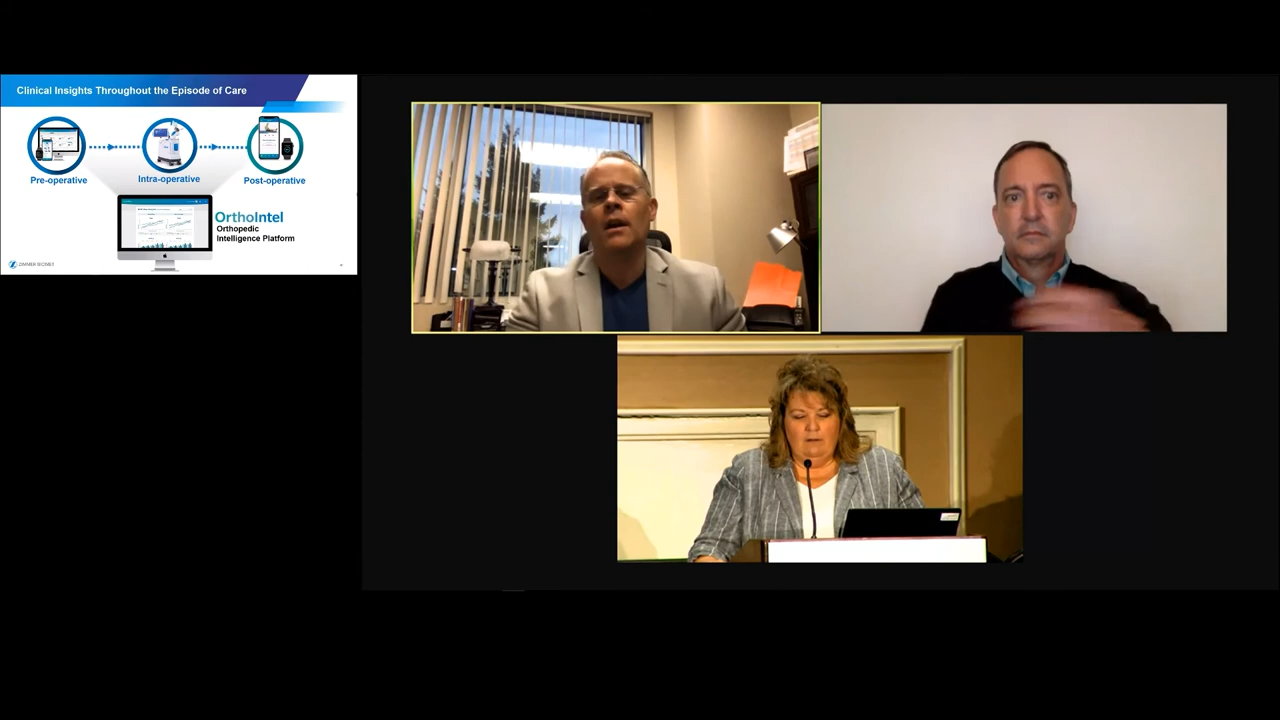 Clinical Insights Throughout the Episode of Care
Pre-operative
Intra-operative
Post-operative
OrthoIntel
Orthopedic
Intelligence Platform
ZIMMER BIOMET